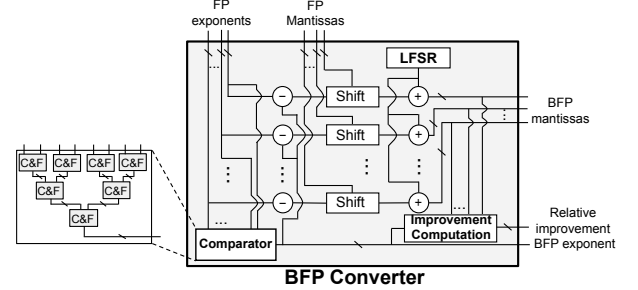 FP
exponents
FP
Mantissas
LFSR
− Shift +
BFP
mantissas
− Shift +
C&F C&F C&F C&F
C&F C&F
C&F
− Shift +
Comparator
Improvement
Computation
Relative
improvement
BFP exponent
BFP Converter